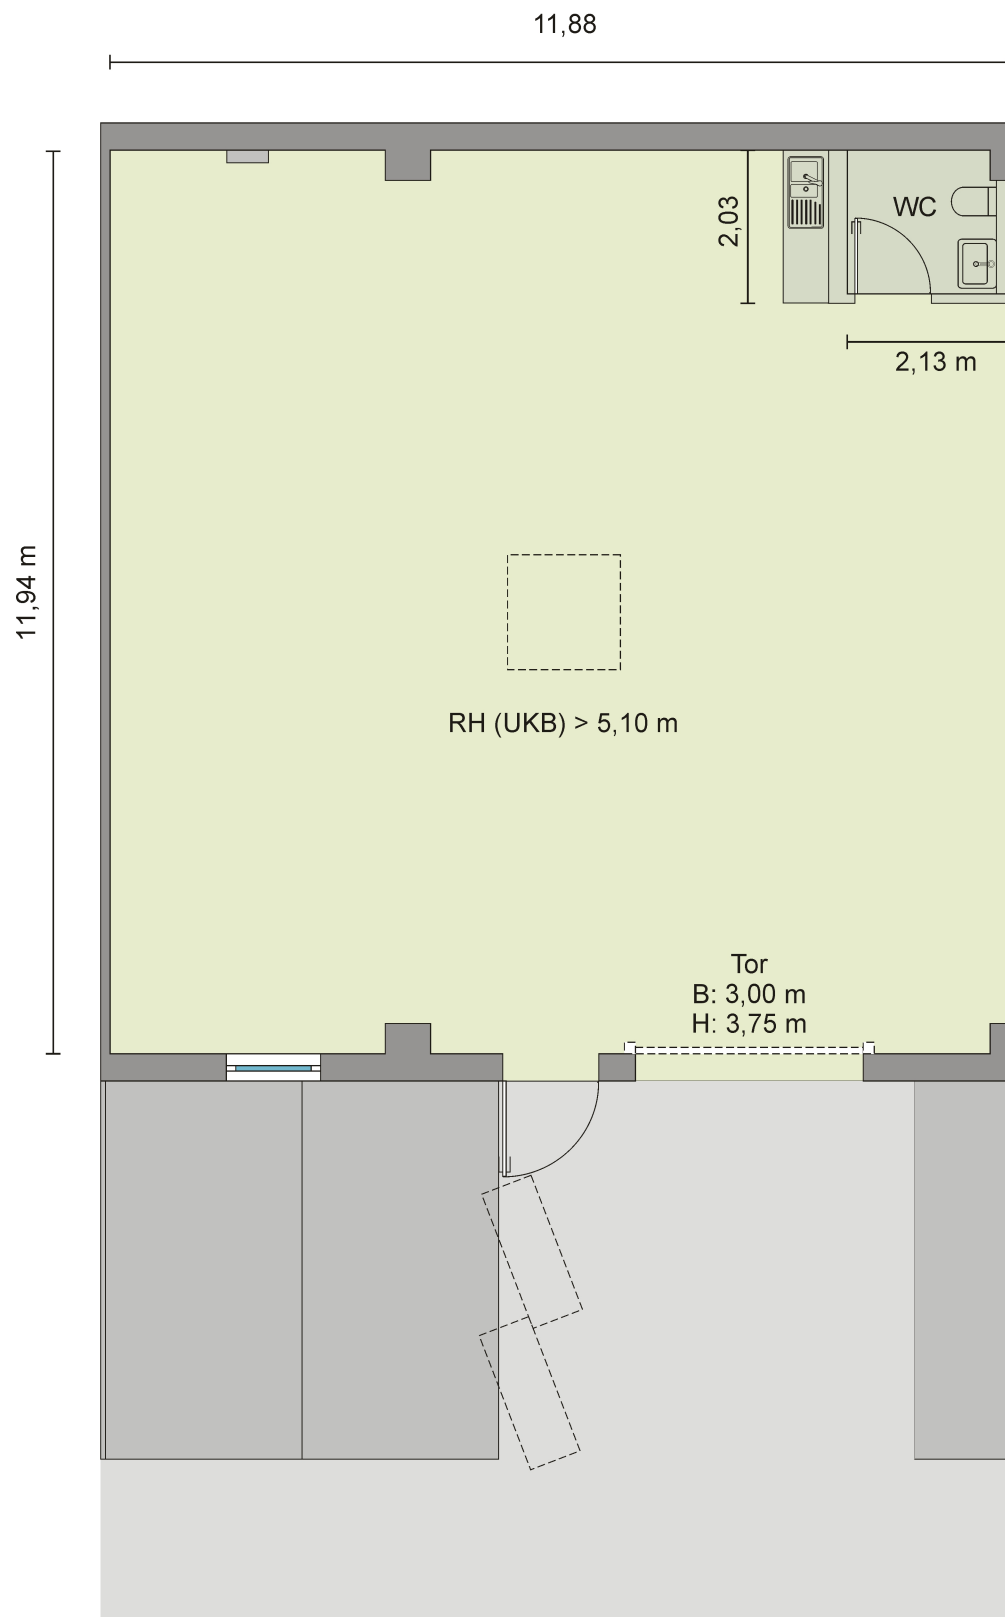 11,88
2,03
WC
2,13 m
11,94 m
RH (UKB) > 5,10 m
Tor
B: 3,00 m
H: 3,75 m